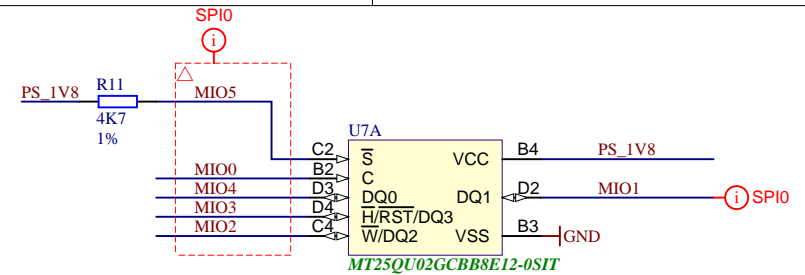 SPI0
i
PS_1V8 R11 MIO5
4K7
1%
U7A
C2 S̅ VCC B4 PS_1V8
MIO0 B2 C
MIO4 D3 DQ0 DQ1 D2 MIO1 i SPI0
MIO3 D4 H̅/R̅S̅T̅/DQ3
MIO2 C4 W̅/DQ2 VSS B3 GND
MT25QU02GCBB8E12-0SIT